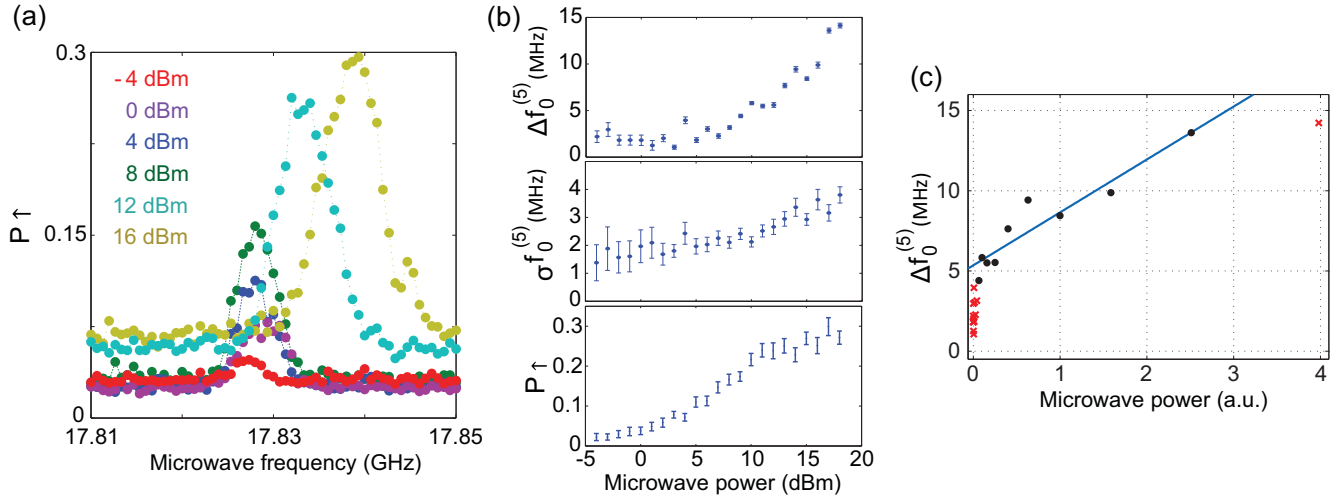 (a)
0.3
0.15
0
P↑
- 4 dBm
0 dBm
4 dBm
8 dBm
12 dBm
16 dBm
17.81
17.83
17.85
Microwave frequency (GHz)
(b)
Δf₀⁽⁵⁾ (MHz)
15
10
5
0
σf₀⁽⁵⁾ (MHz)
4
3
2
1
0
P↑
0.3
0.2
0.1
0
-5
0
5
10
15
20
Microwave power (dBm)
(c)
Δf₀⁽⁵⁾ (MHz)
15
10
5
0
0
1
2
3
4
Microwave power (a.u.)